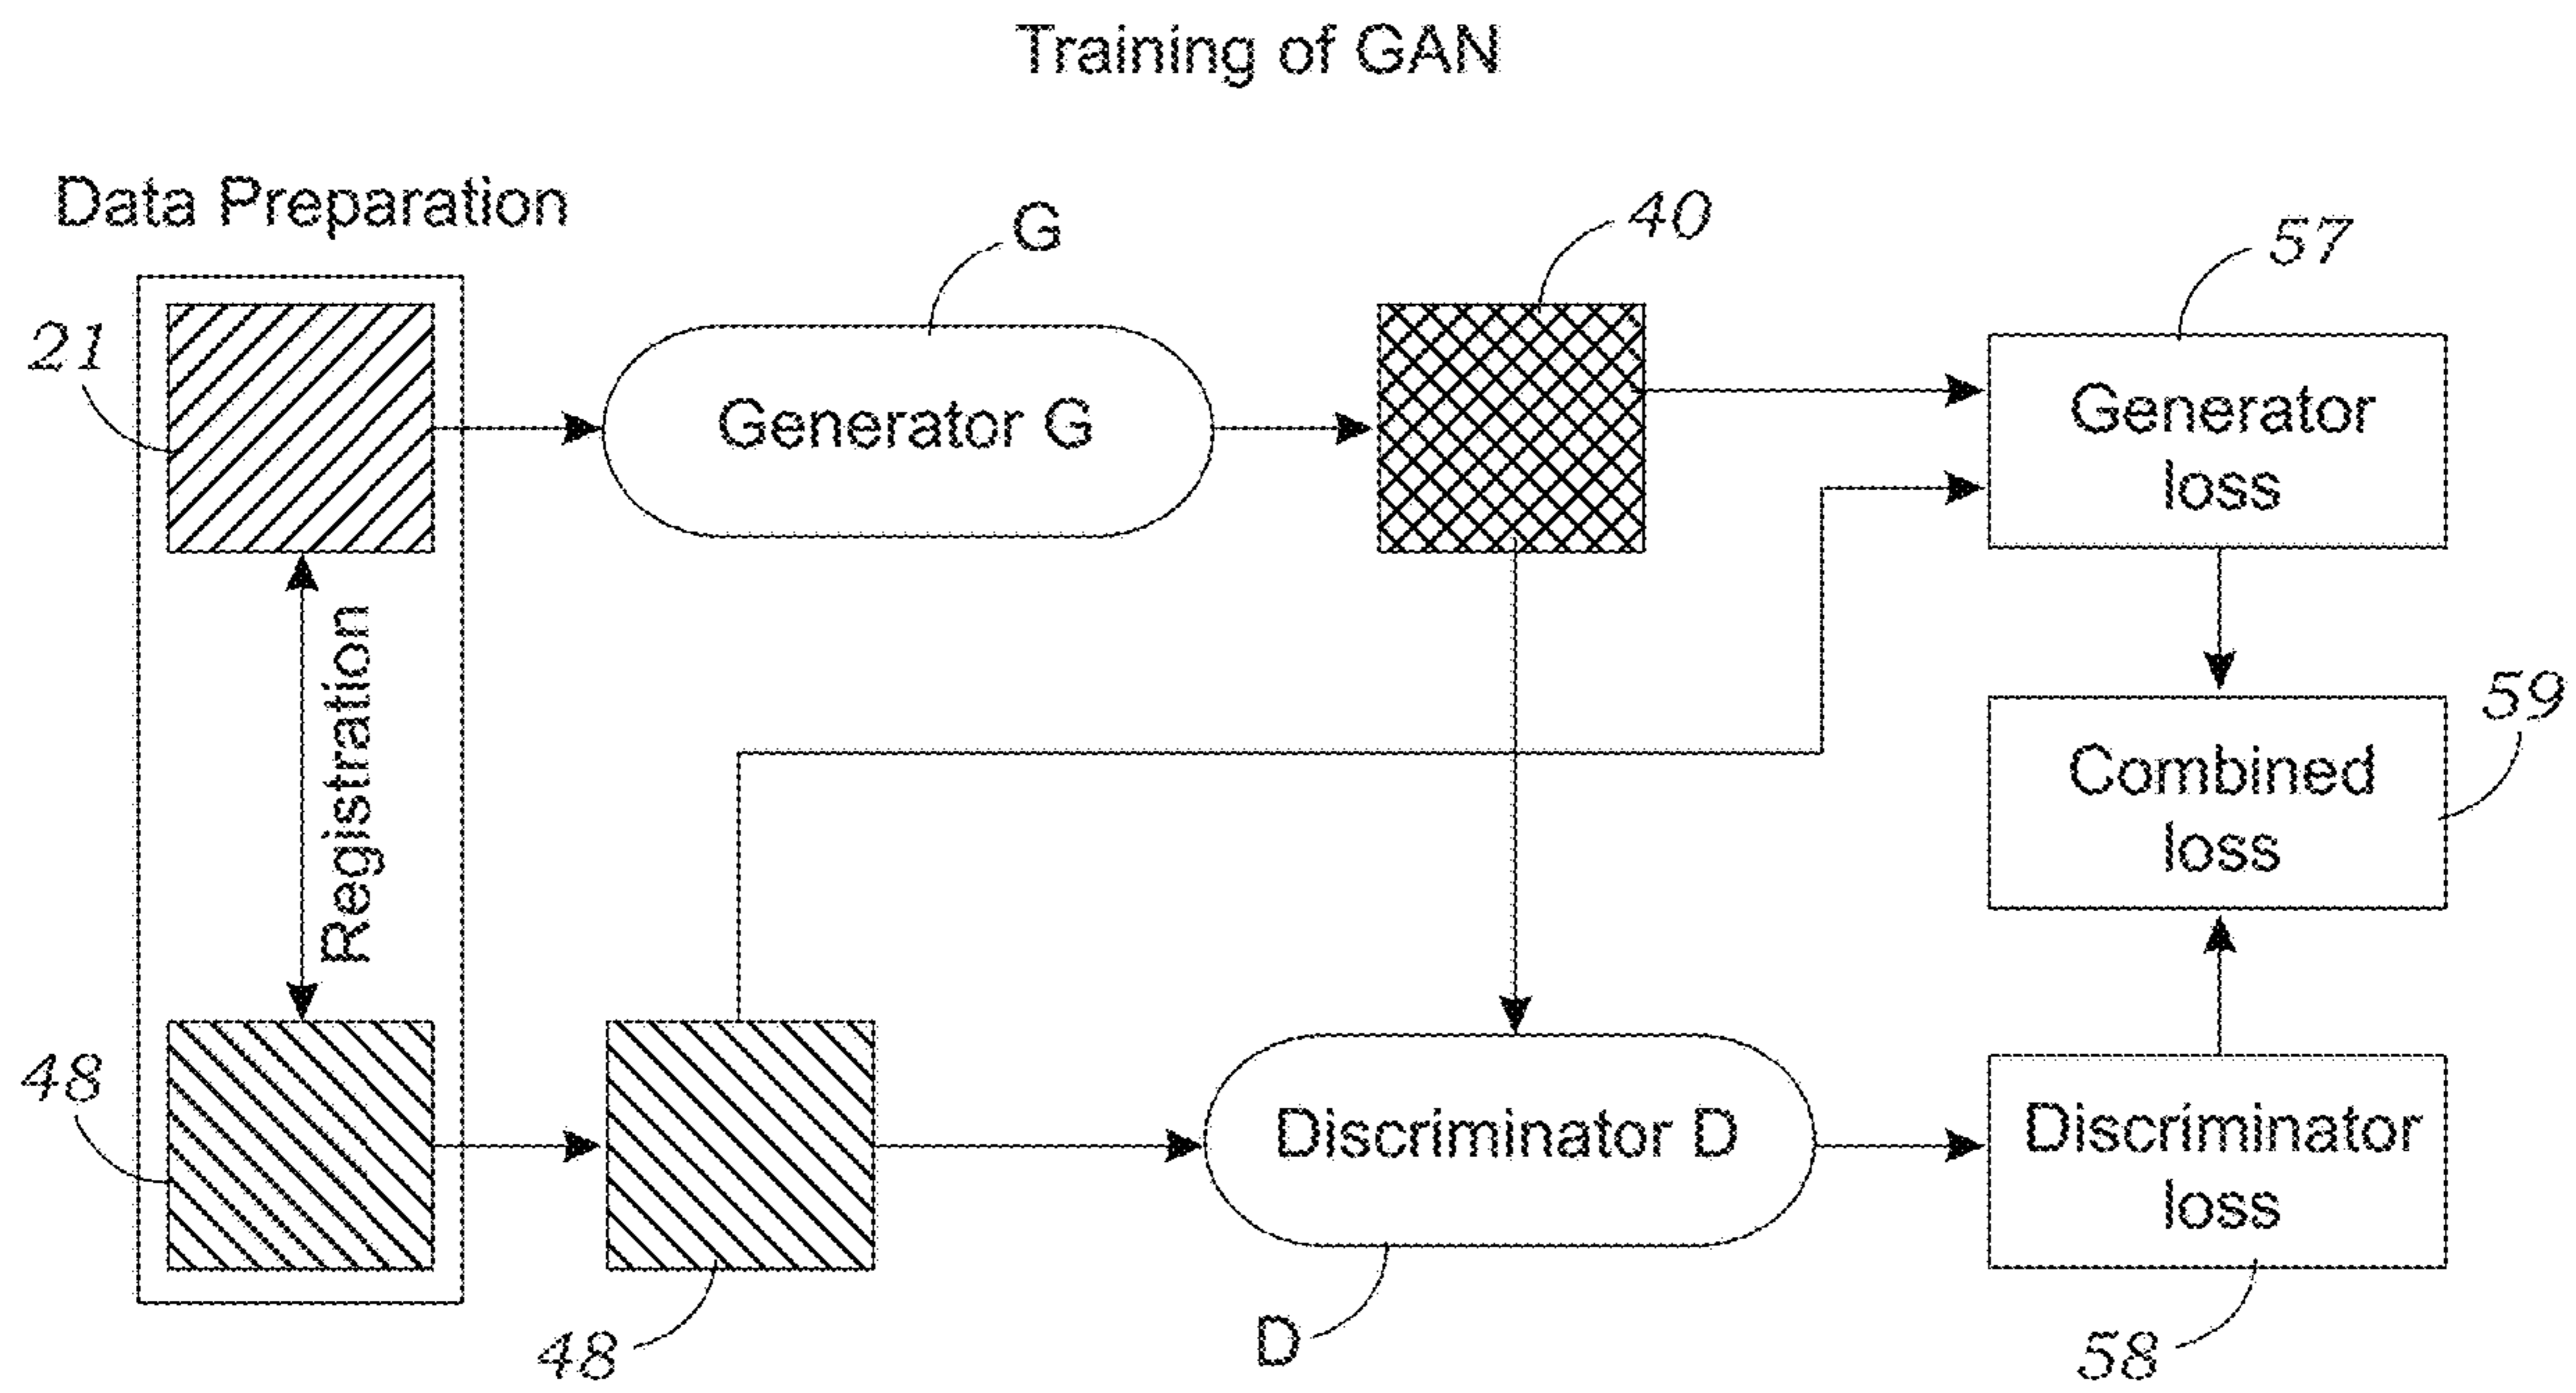 Training of GAN
Data Preparation
G
40
57
21
Generator G
Generator
loss
Registration
59
Combined
loss
48
Discriminator D
Discriminator
loss
48
D
58